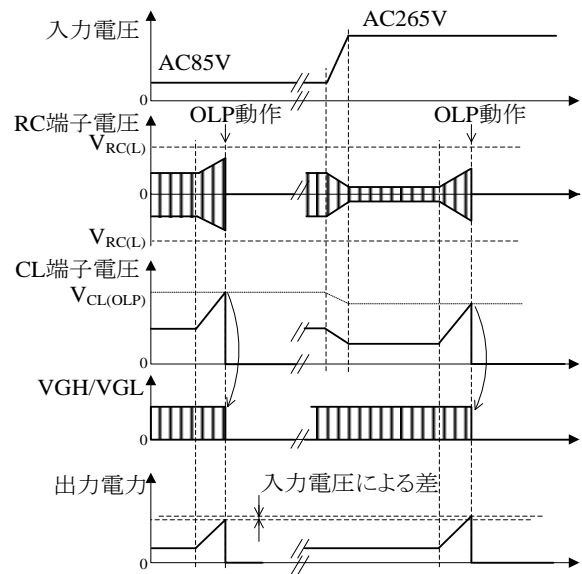 入力電圧
AC265V
AC85V
0
RC端子電圧
OLP動作
OLP動作
VRC(L)
0
VRC(L)
CL端子電圧
VCL(OLP)
0
VGH/VGL
0
出力電力
入力電圧による差
0